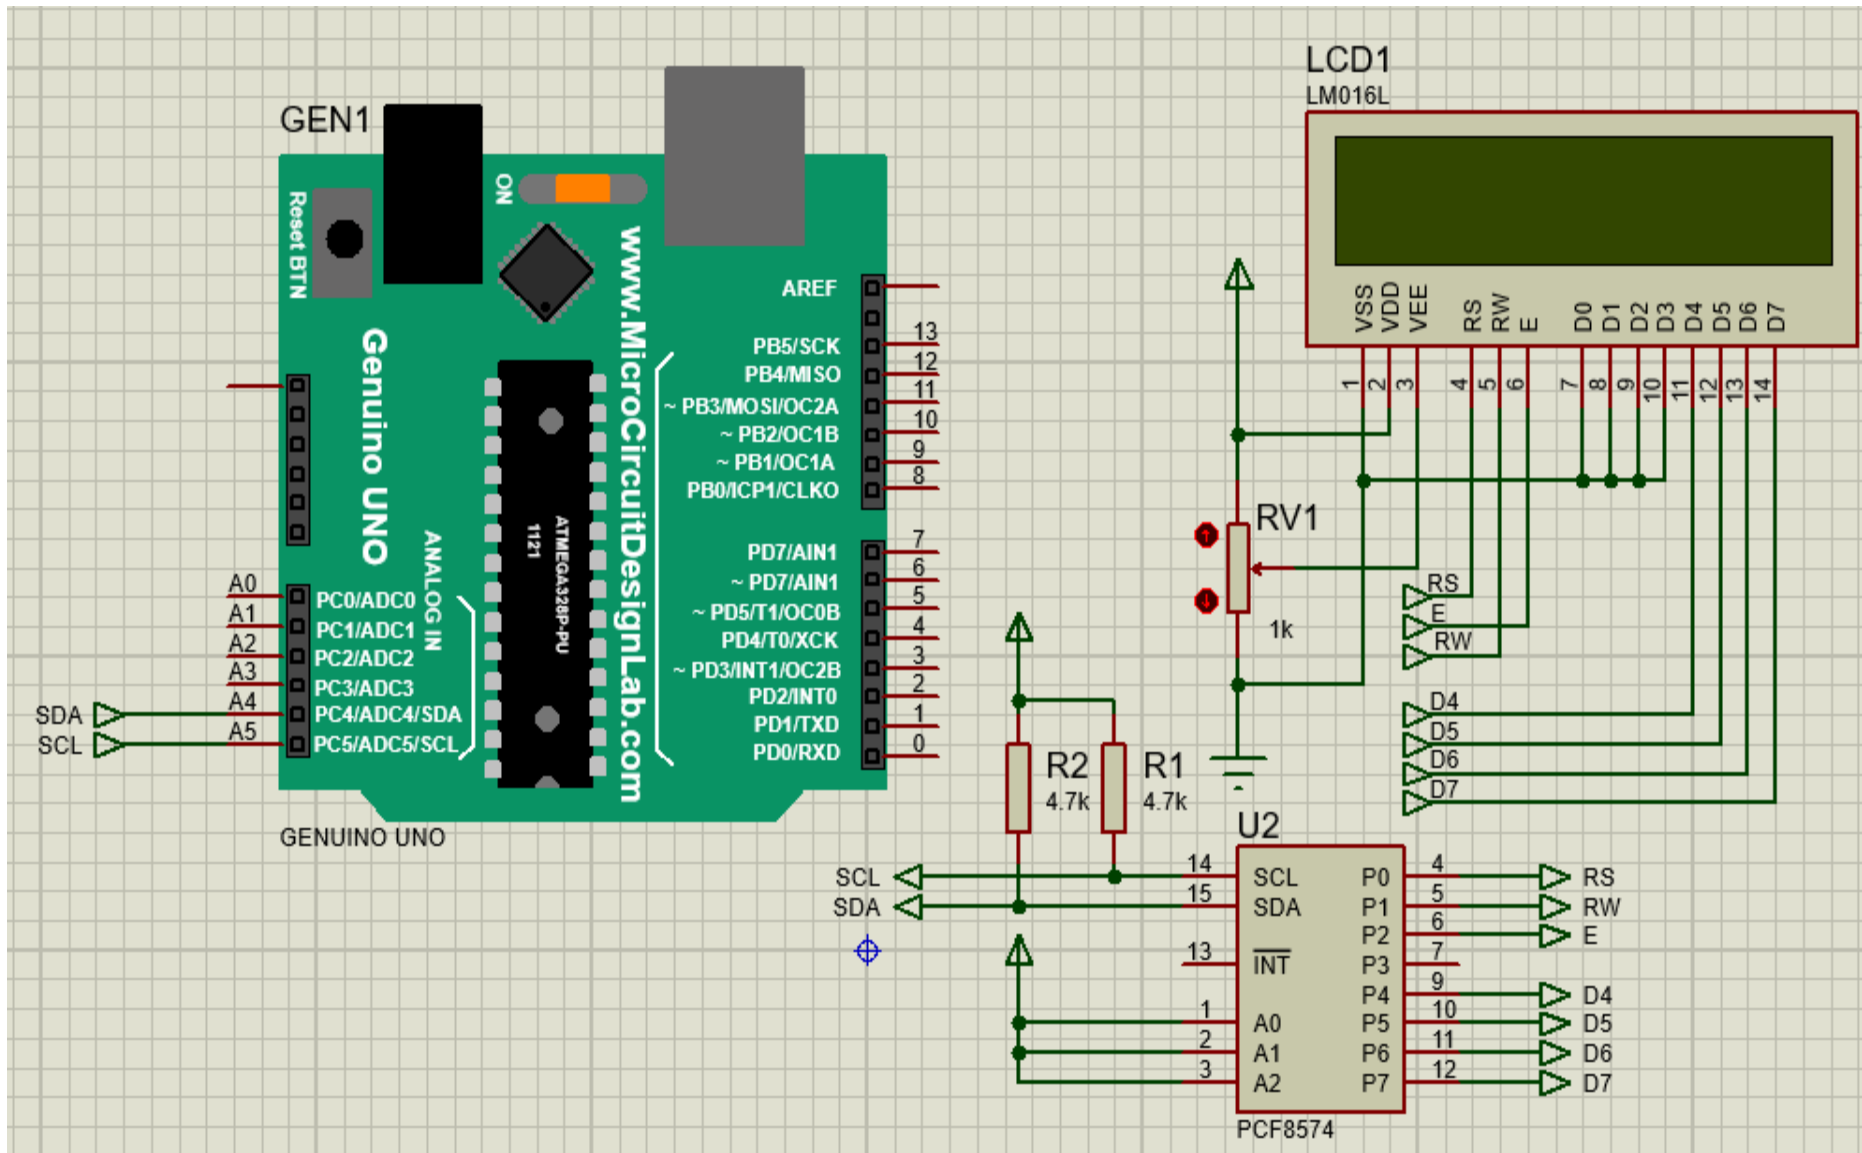 GEN1
Reset BTN
ON
Genuino UNO
www.MicroCircuitDesignLab.com
ATMEGA328P-PU
1121
ANALOG IN
AREF
PB5/SCK 13
PB4/MISO 12
~ PB3/MOSI/OC2A 11
~ PB2/OC1B 10
~ PB1/OC1A 9
PB0/ICP1/CLKO 8
PD7/AIN1 7
~ PD7/AIN1 6
~ PD5/T1/OC0B 5
PD4/T0/XCK 4
~ PD3/INT1/OC2B 3
PD2/INT0 2
PD1/TXD 1
PD0/RXD 0
A0 PC0/ADC0
A1 PC1/ADC1
A2 PC2/ADC2
A3 PC3/ADC3
SDA A4 PC4/ADC4/SDA
SCL A5 PC5/ADC5/SCL
GENUINO UNO
LCD1
LM016L
VSS VDD VEE RS RW E D0 D1 D2 D3 D4 D5 D6 D7
1 2 3 4 5 6 7 8 9 10 11 12 13 14
RV1
1k
RS
E
RW
D4
D5
D6
D7
R2 R1
4.7k 4.7k
U2
SCL 14 SCL P0 4 RS
SDA 15 SDA P1 5 RW
P2 6 E
13 INT P3 7
P4 9 D4
1 A0 P5 10 D5
2 A1 P6 11 D6
3 A2 P7 12 D7
PCF8574